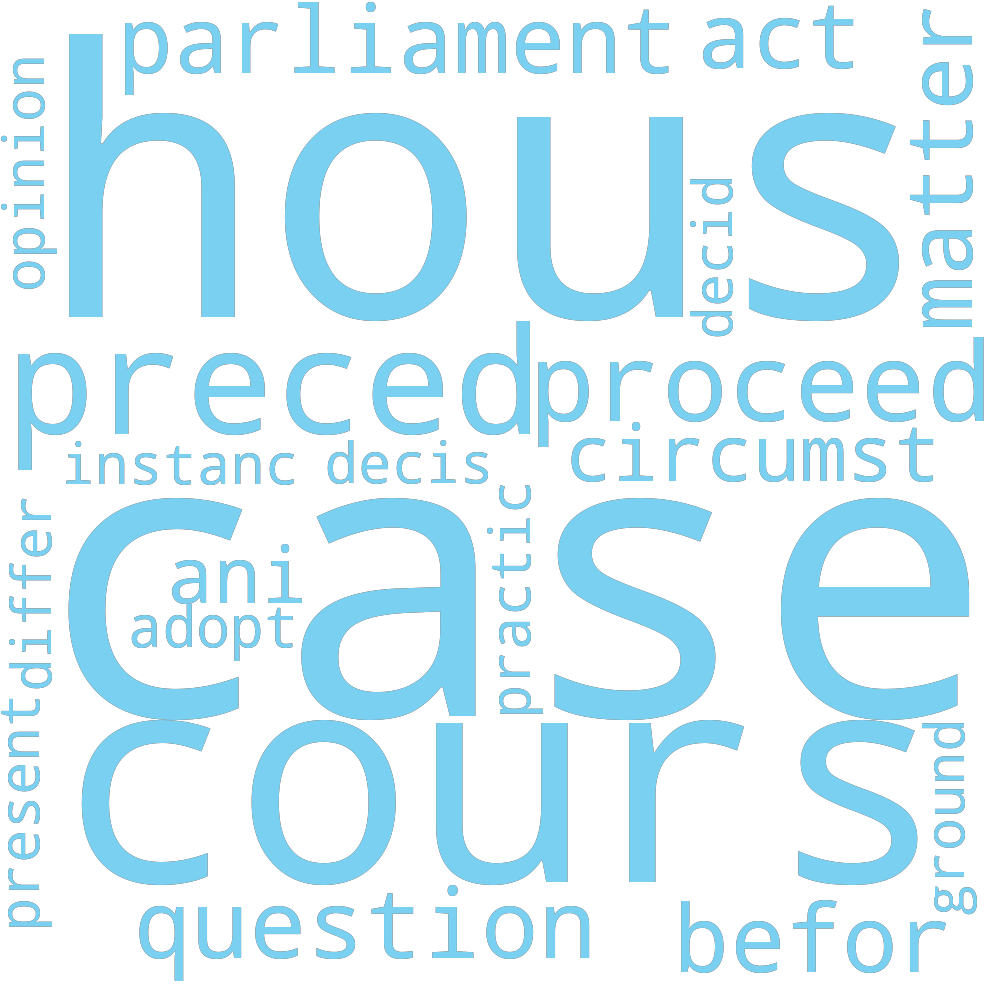 parliament act
opinion
hous
decid
matter
preced proceed
instanc decis circumst
case
ani
adopt
practic
differ
present
cours
ground
question befor